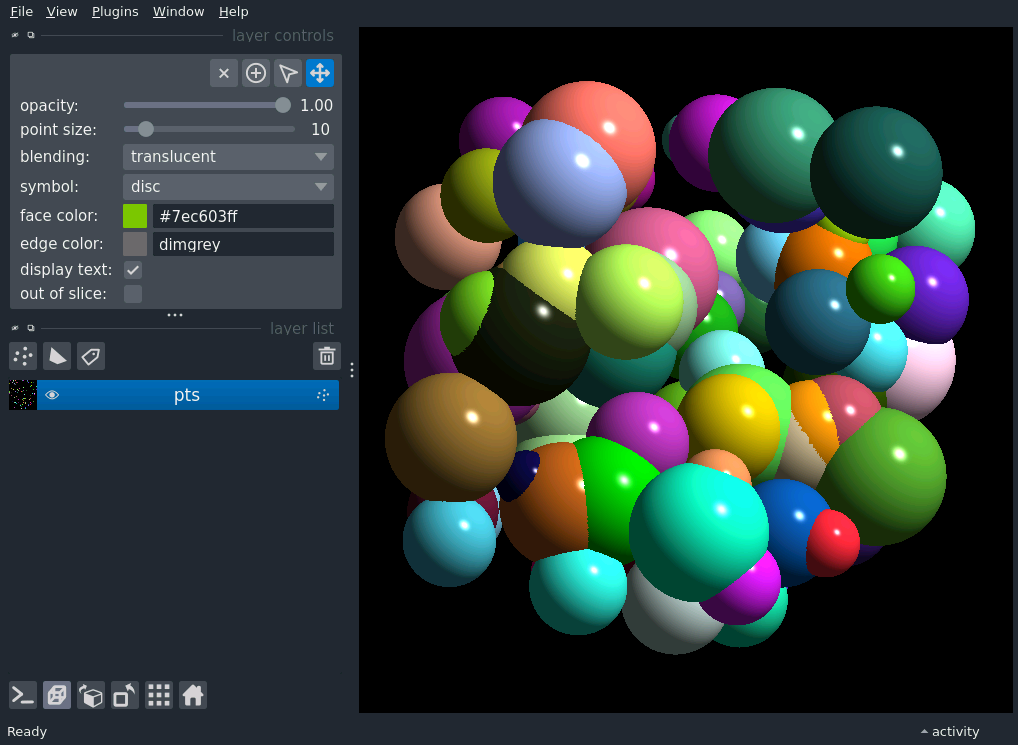 File View Plugins Window Help
layer controls
opacity: 1.00
point size: 10
blending: translucent
symbol: disc
face color: #7ec603ff
edge color: dimgrey
display text:
out of slice:
layer list
pts
Ready activity